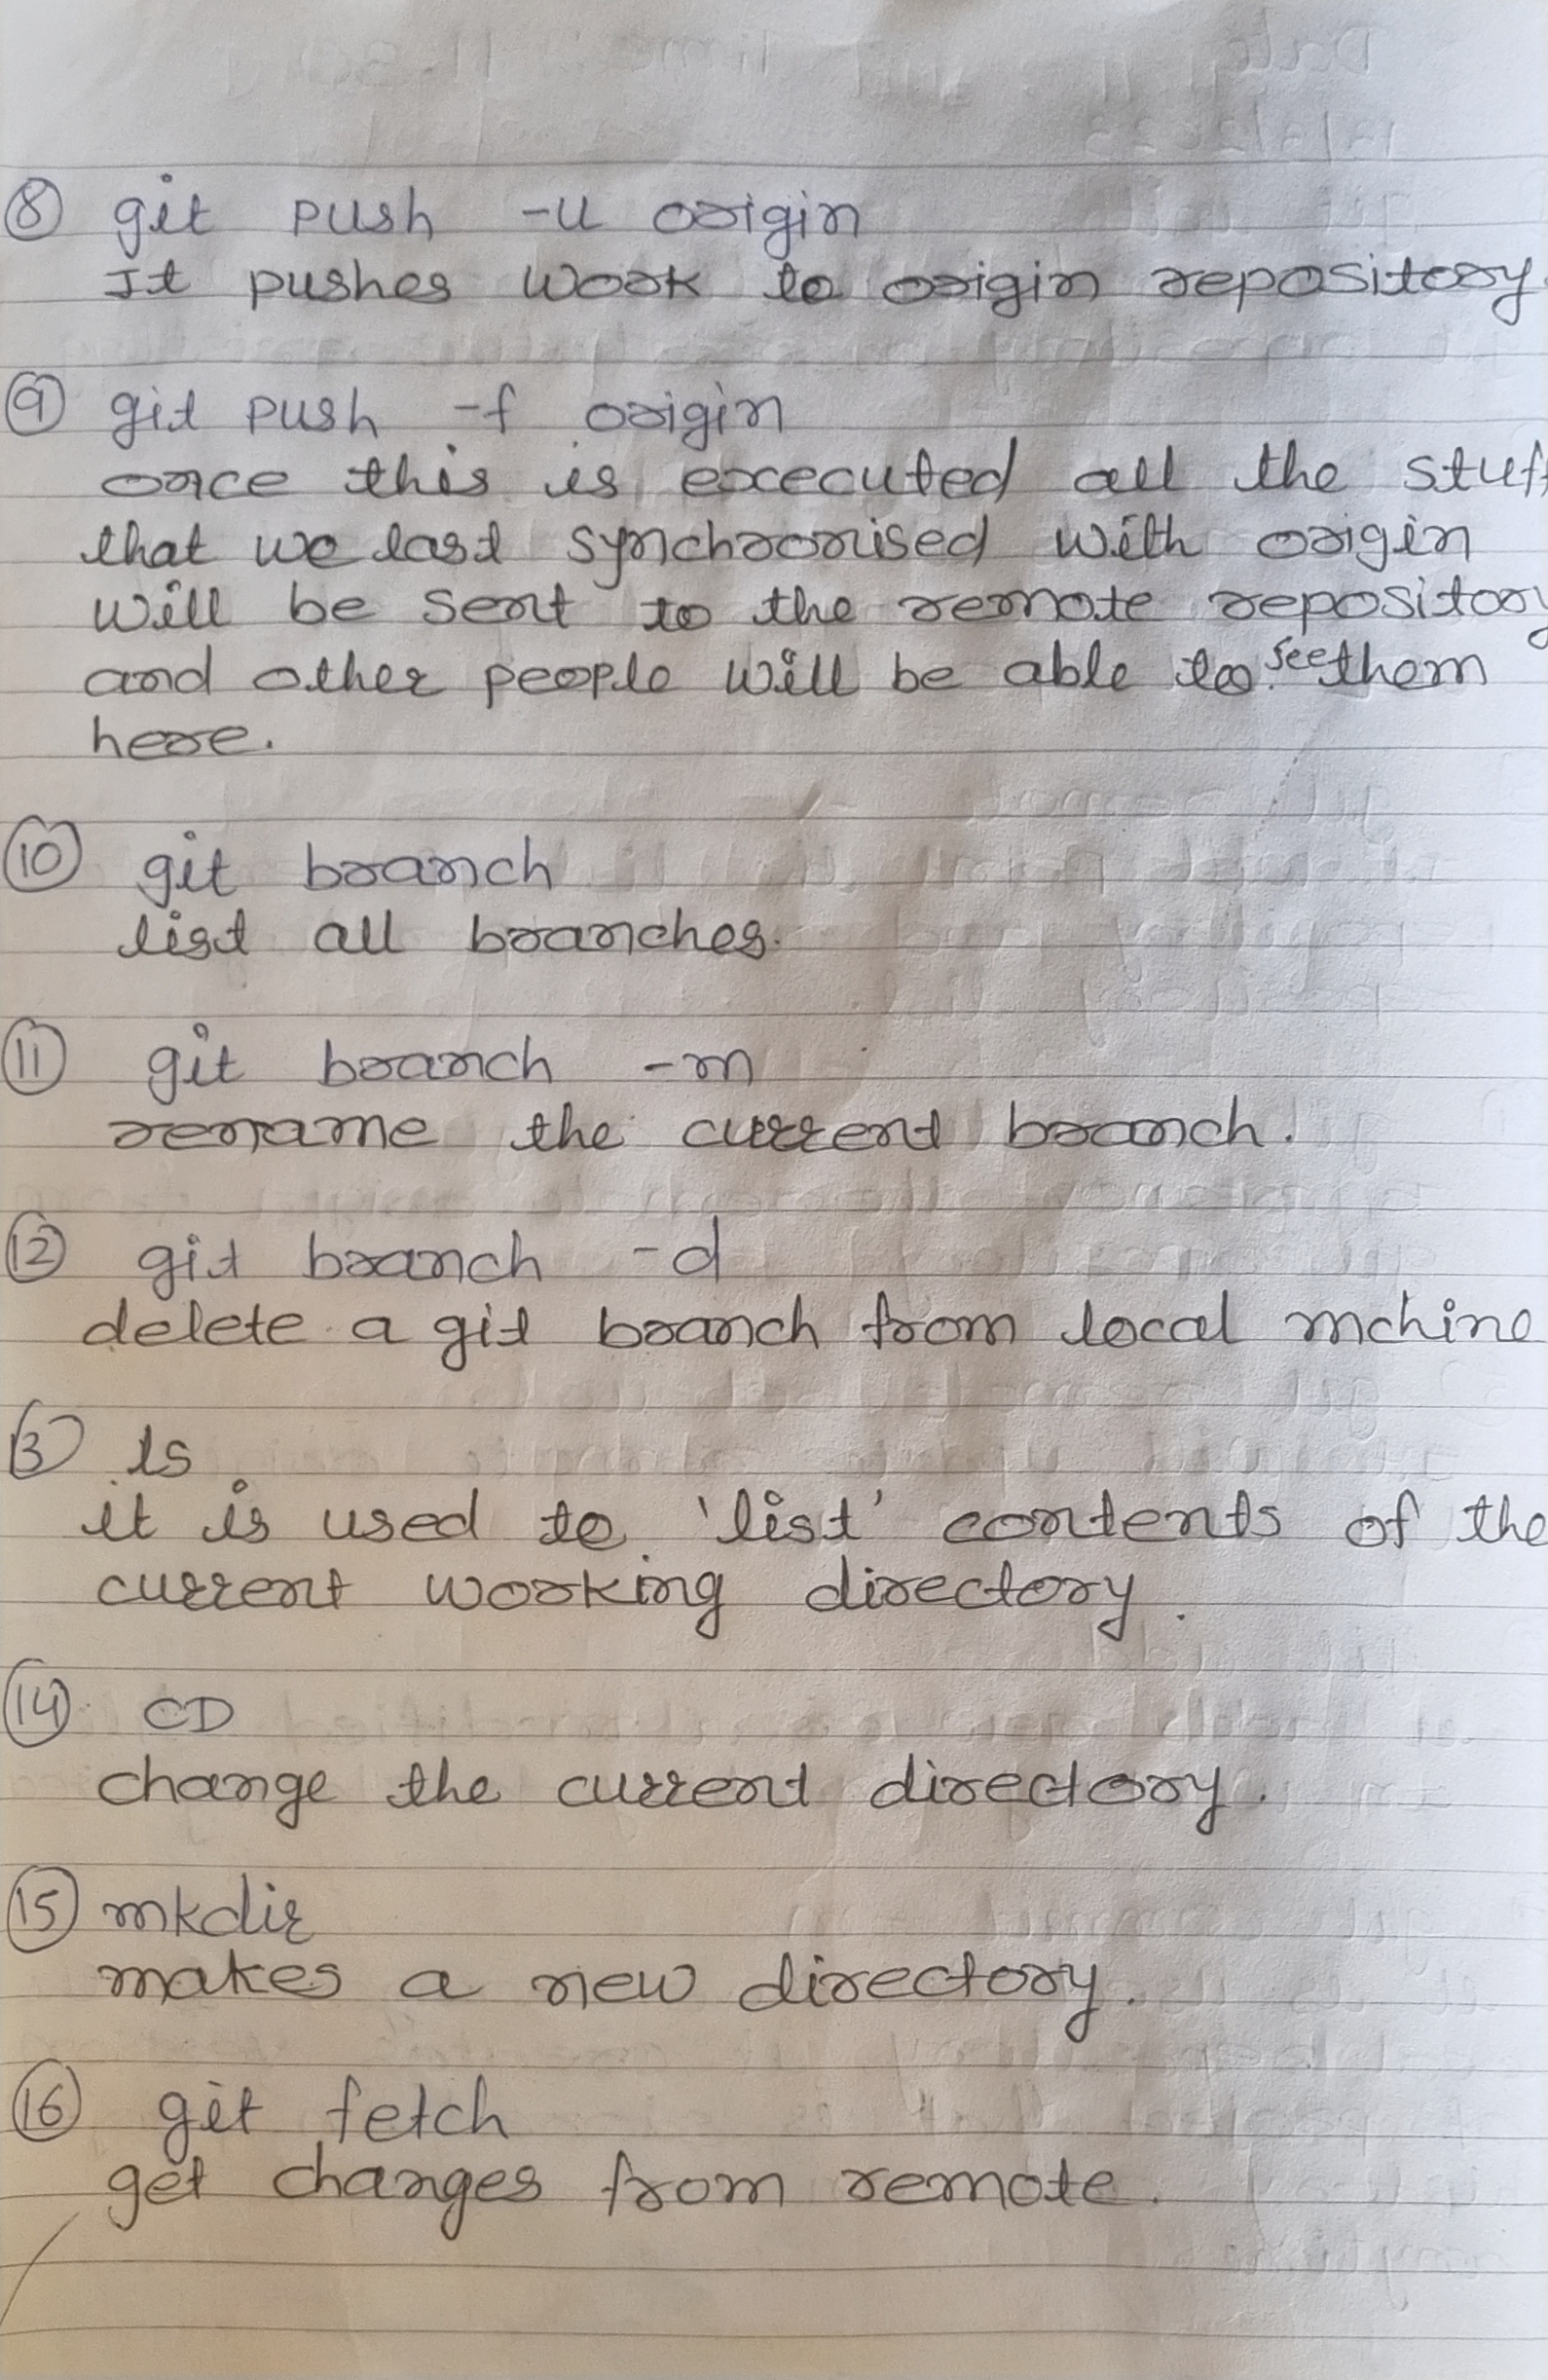 8 git push -u origin
It pushes work to origin repository.
9 git push -f origin
once this is executed all the stuff
that we last synchronised with origin
will be sent to the remote repository
and other people will be able to see them
here.
10 git branch
list all branches.
11 git branch -m
rename the current branch.
12 git branch -d
delete a git branch from local mchine
13 ls
it is used to 'list' contents of the
current working directory.
14 CD
change the current directory.
15 mkdir
makes a new directory.
16 git fetch
get changes from remote.